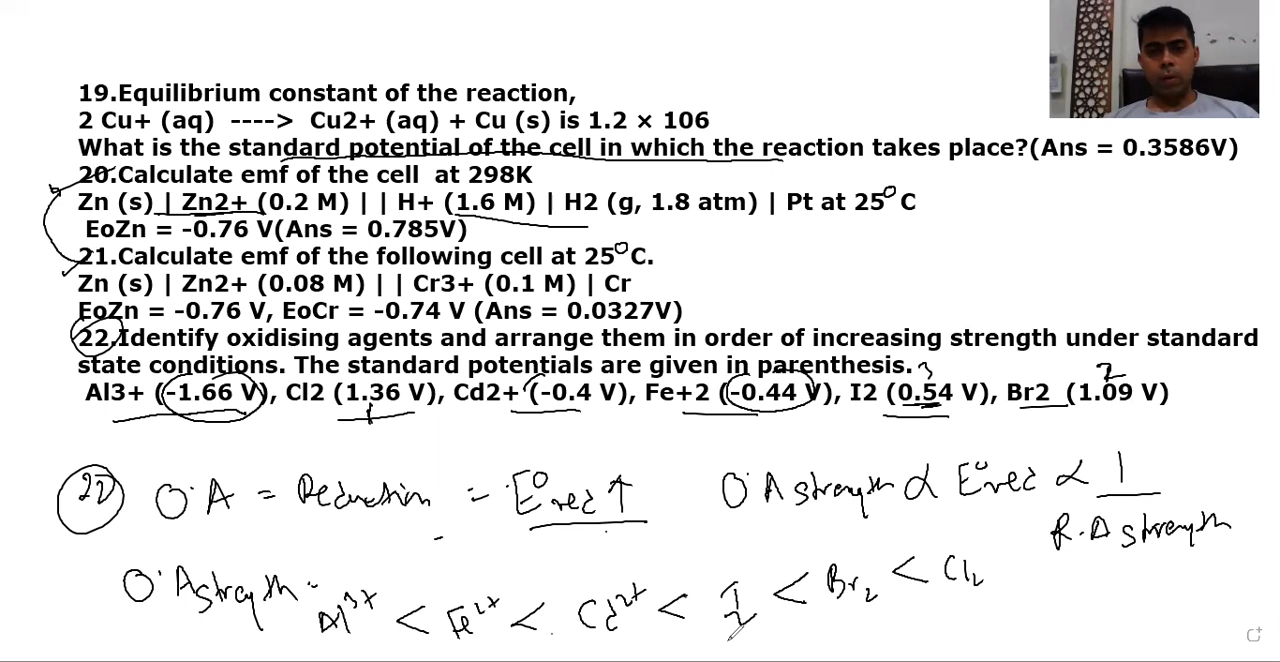 19.Equilibrium constant of the reaction,
2 Cu+ (aq) ----> Cu2+ (aq) + Cu (s) is 1.2 × 106
What is the standard potential of the cell in which the reaction takes place?(Ans = 0.3586V)
20.Calculate emf of the cell at 298K
Zn (s) | Zn2+ (0.2 M) | | H+ (1.6 M) | H2 (g, 1.8 atm) | Pt at 25⁰ C
EoZn = -0.76 V(Ans = 0.785V)
21.Calculate emf of the following cell at 25⁰C.
Zn (s) | Zn2+ (0.08 M) | | Cr3+ (0.1 M) | Cr
EoZn = -0.76 V, EoCr = -0.74 V (Ans = 0.0327V)
22.Identify oxidising agents and arrange them in order of increasing strength under standard
state conditions. The standard potentials are given in parenthesis. 3 2
Al3+ (-1.66 V), Cl2 (1.36 V), Cd2+ (-0.4 V), Fe+2 (-0.44 V), I2 (0.54 V), Br2 (1.09 V)
1
O.A = Reduction = E⁰red ↑ O.A strength ∝ E⁰red ∝ 1/R.A strength
O.A strength = Al³⁺ < Fe²⁺ < Cd²⁺ < I₂ < Br₂ < Cl₂